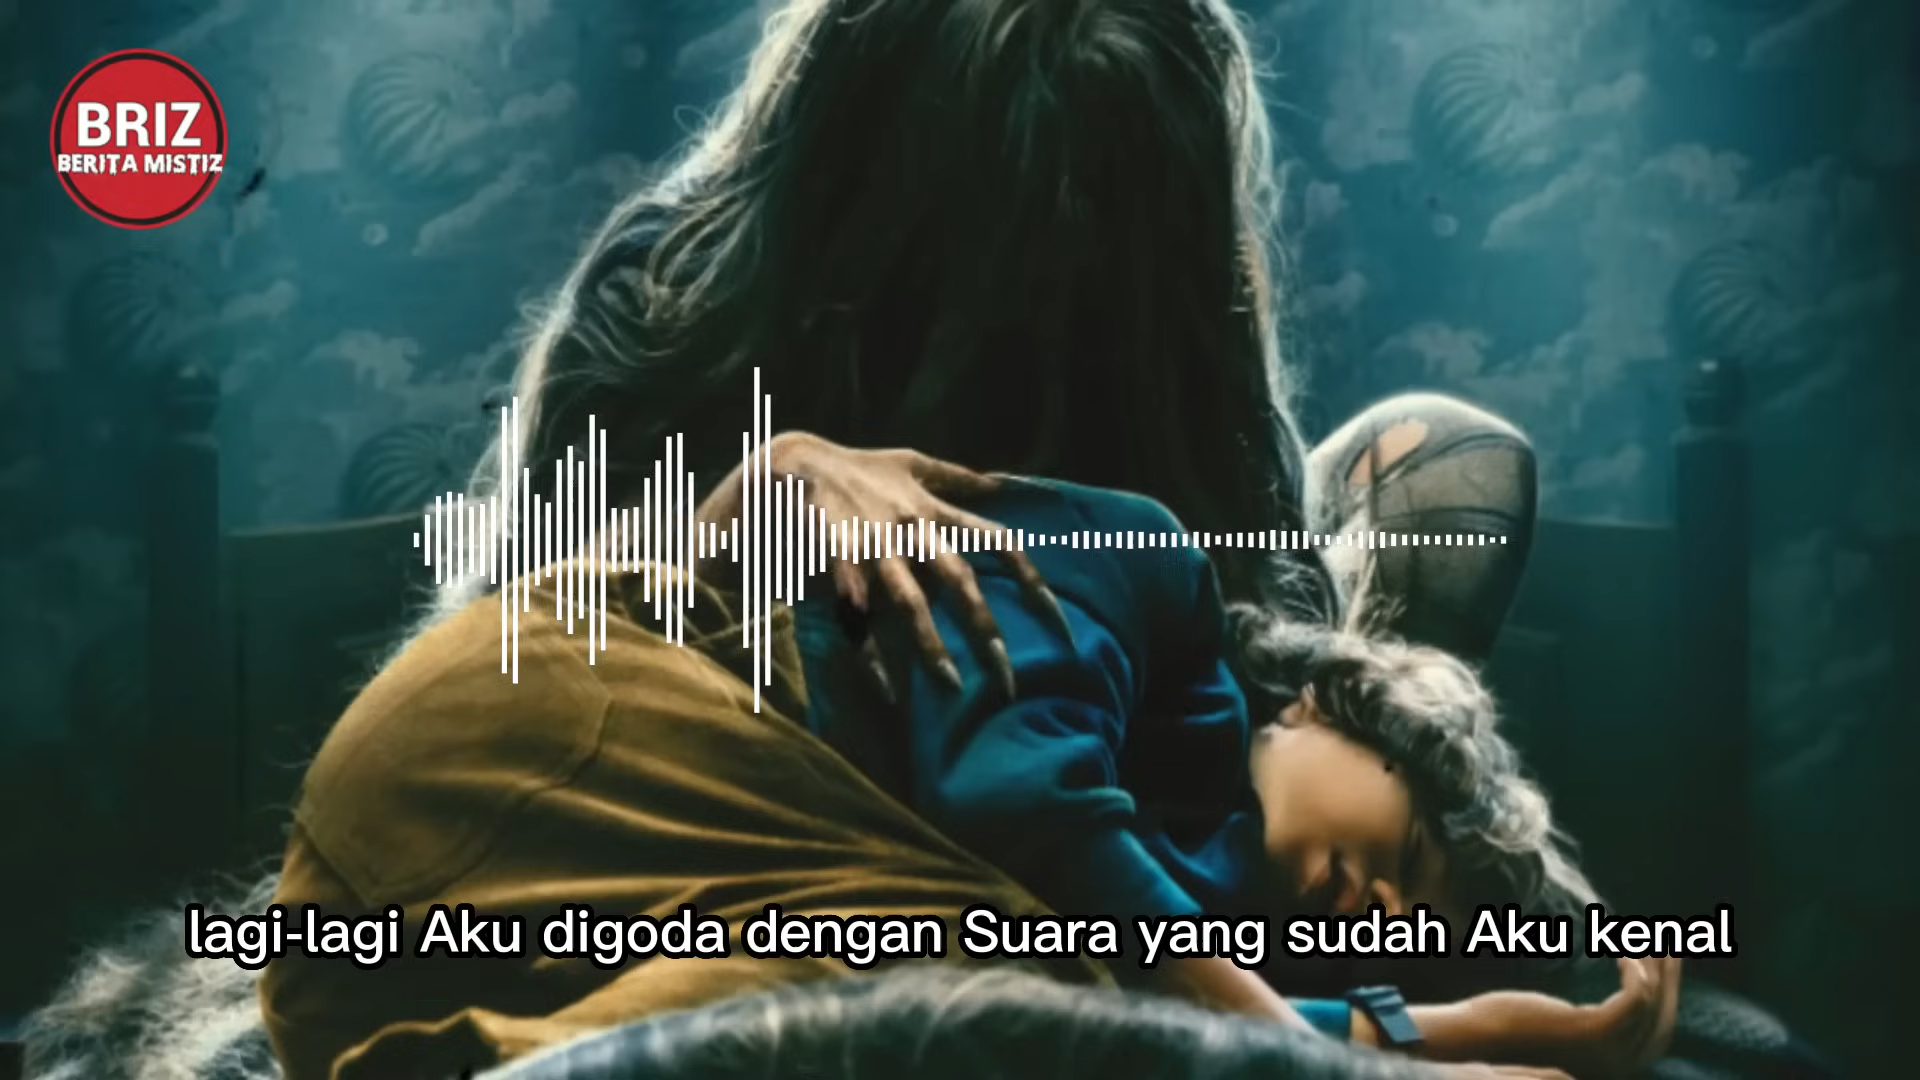 BRIZ
BERITA MISTIZ
lagi-lagi Aku digoda dengan Suara yang sudah Aku kenal